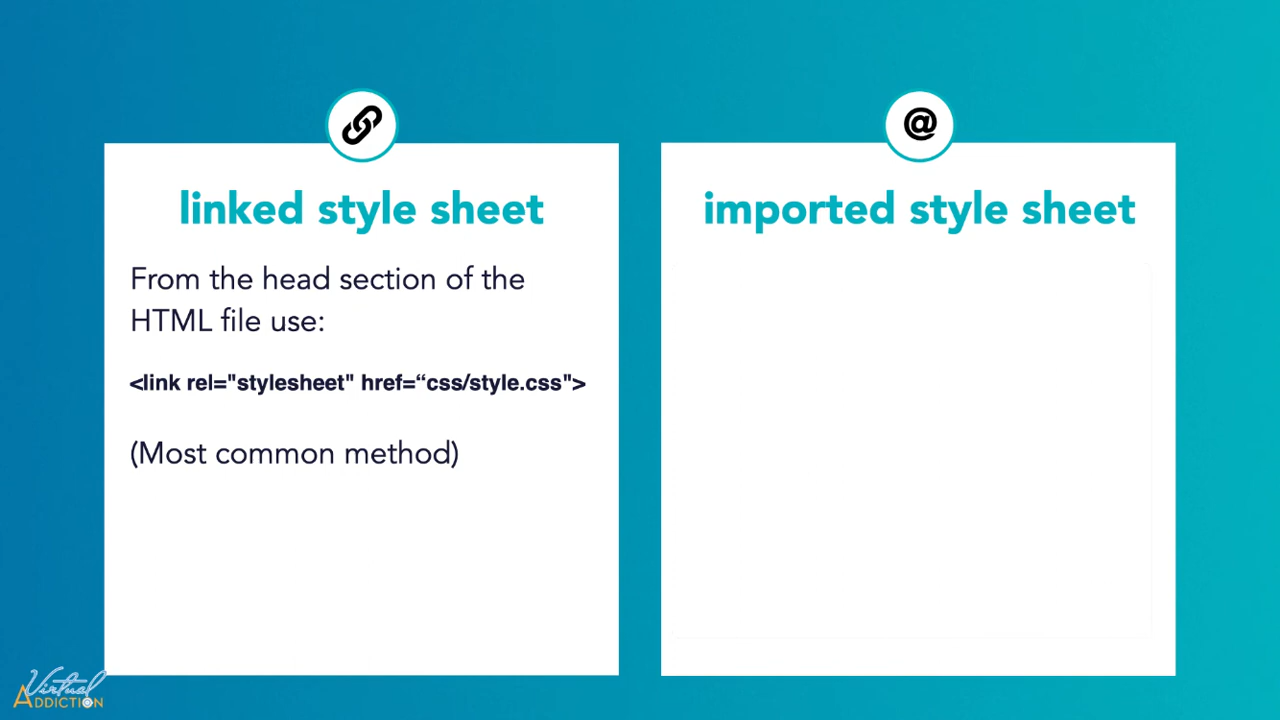 @
linked style sheet
From the head section of the
HTML file use:
<link rel="stylesheet" href=“css/style.css">
(Most common method)
imported style sheet
Virtual
ADDICTION